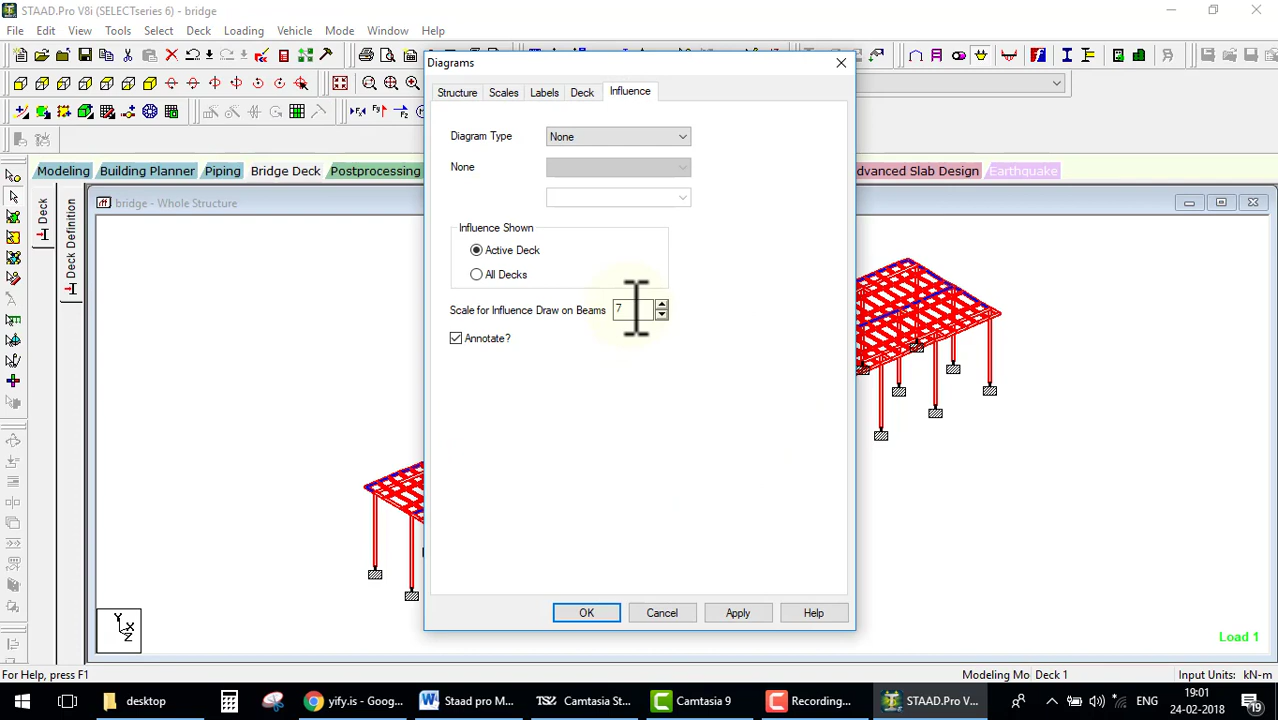 STAAD.Pro V8i (SELECTseries 6) - bridge
File Edit View Tools Select Deck Loading Vehicle Mode Window Help
Diagrams
Structure Scales Labels Deck Influence
Diagram Type None
None
Influence Shown
Active Deck
All Decks
Scale for Influence Draw on Beams 7
Annotate?
OK Cancel Apply Help
Modeling Building Planner Piping Bridge Deck Postprocessing
dvanced Slab Design Earthquake
bridge - Whole Structure
Deck
Deck Definition
Y
X
Z
Load 1
For Help, press F1
Modeling Mo Deck 1 Input Units: kN-m
desktop
yify.is - Goog...
Staad pro M...
Camtasia St...
Camtasia 9
Recording...
STAAD.Pro V...
ENG
19:01
24-02-2018
19